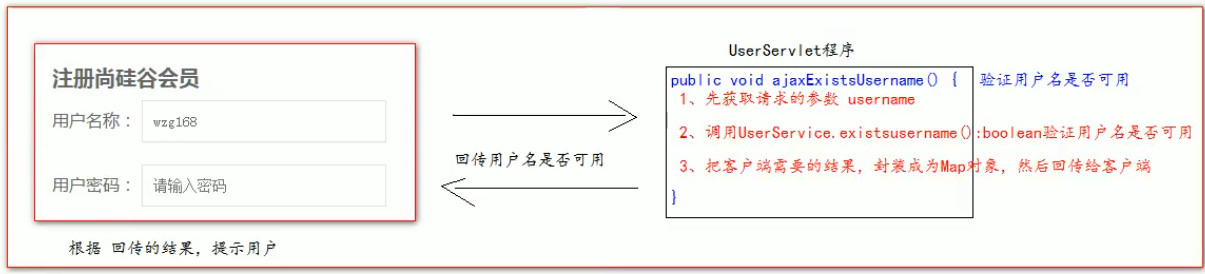 注册尚硅谷会员
用户名称： wzg168
用户密码： 请输入密码
根据 回传的结果，提示用户
回传用户名是否可用
UserServlet程序
public void ajaxExistsUsername() { 验证用户名是否可用
1、先获取请求的参数 username
2、调用UserService.existsusername():boolean验证用户名是否可用
3、把客户端需要的结果，封装成为Map对象，然后回传给客户端
}